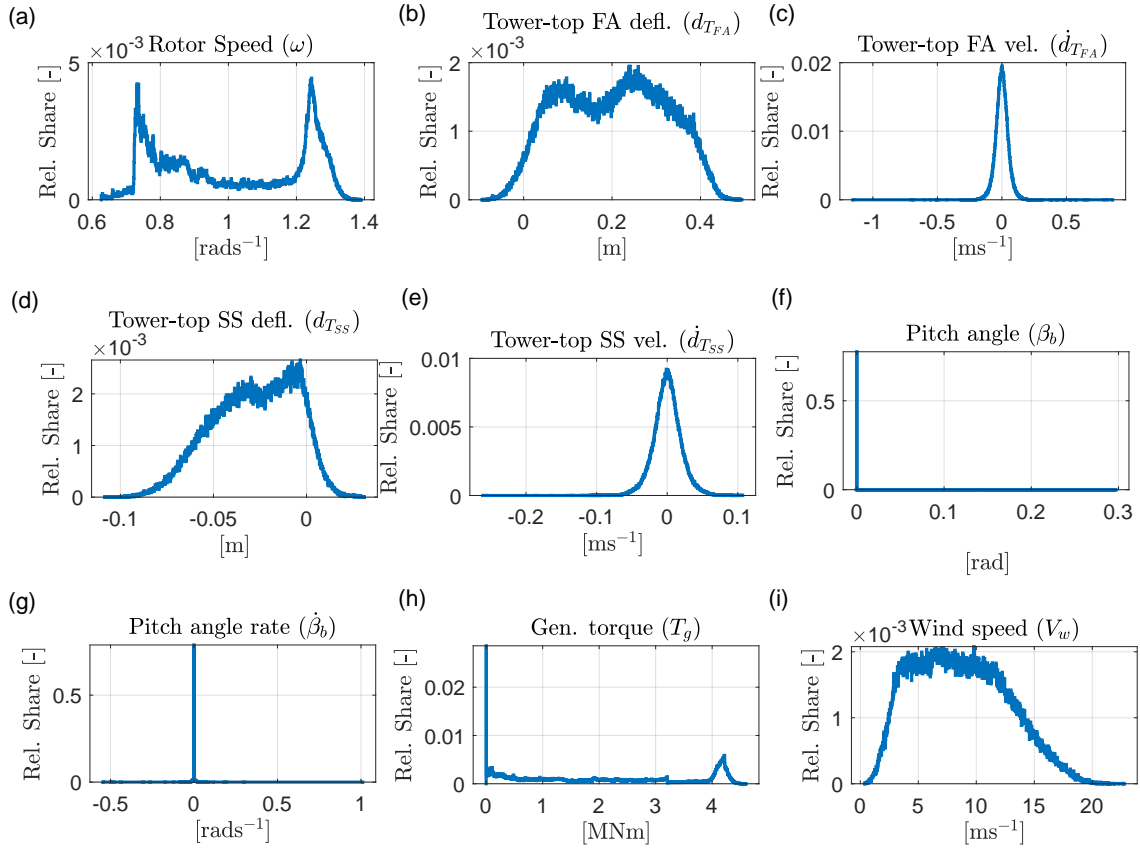 (a)
Rotor Speed (ω)
×10⁻³
Rel. Share [-]
5
0
0.6 0.8 1 1.2 1.4
[rads⁻¹]
(b)
Tower-top FA defl. (d_{T_{FA}})
×10⁻³
Rel. Share [-]
2
1
0
0 0.2 0.4
[m]
(c)
Tower-top FA vel. (ḋ_{T_{FA}})
Rel. Share [-]
0.02
0.01
0
-1 -0.5 0 0.5
[ms⁻¹]
(d)
Tower-top SS defl. (d_{T_{SS}})
×10⁻³
Rel. Share [-]
2
1
0
-0.1 -0.05 0
[m]
(e)
Tower-top SS vel. (ḋ_{T_{SS}})
Rel. Share [-]
0.01
0.005
0
-0.2 -0.1 0 0.1
[ms⁻¹]
(f)
Pitch angle (β_b)
Rel. Share [-]
0.5
0
0 0.1 0.2 0.3
[rad]
(g)
Pitch angle rate (β̇_b)
Rel. Share [-]
0.5
0
-0.5 0 0.5 1
[rads⁻¹]
(h)
Gen. torque (T_g)
Rel. Share [-]
0.02
0.01
0
0 1 2 3 4
[MNm]
(i)
×10⁻³ Wind speed (V_w)
Rel. Share [-]
2
1
0
0 5 10 15 20
[ms⁻¹]